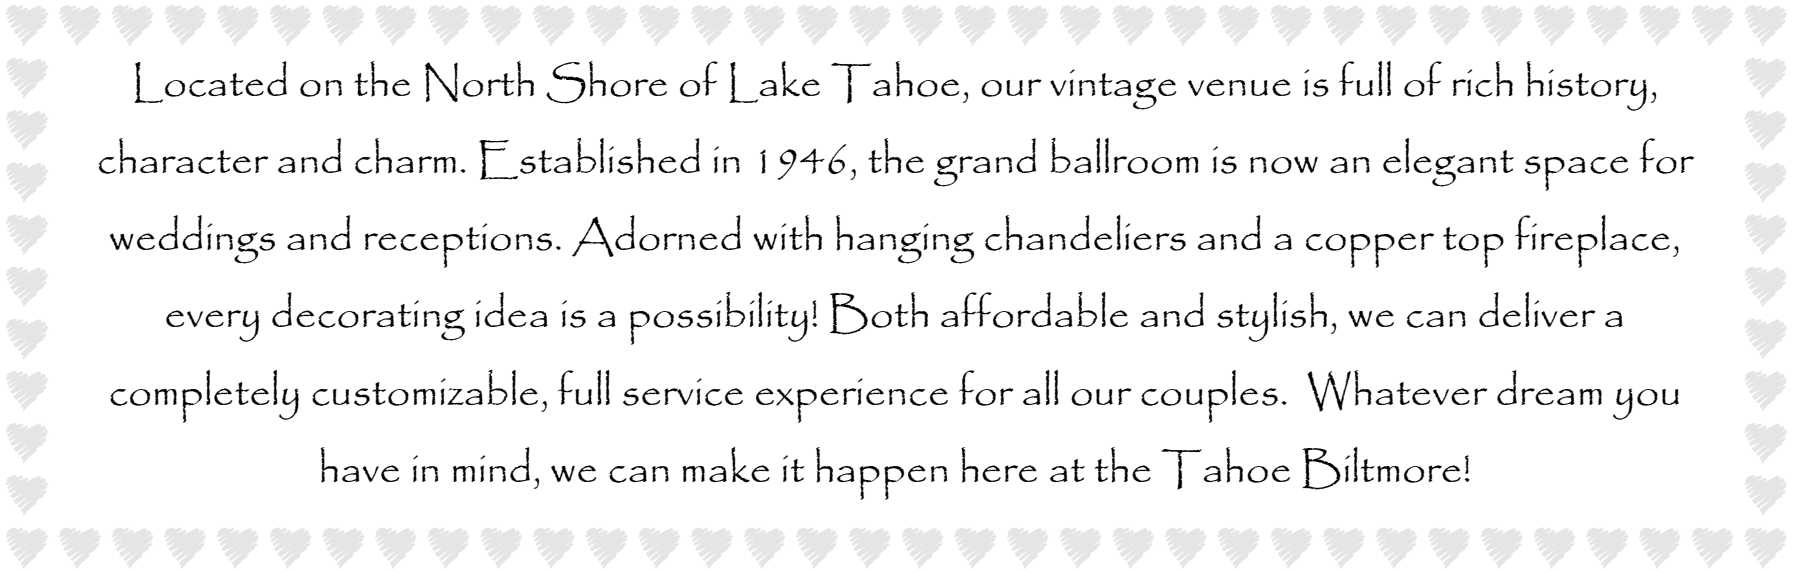 Located on the North Shore of Lake Tahoe, our vintage venue is full of rich history,
character and charm. Established in 1946, the grand ballroom is now an elegant space for
weddings and receptions. Adorned with hanging chandeliers and a copper top fireplace,
every decorating idea is a possibility! Both affordable and stylish, we can deliver a
completely customizable, full service experience for all our couples.  Whatever dream you
have in mind, we can make it happen here at the Tahoe Biltmore!